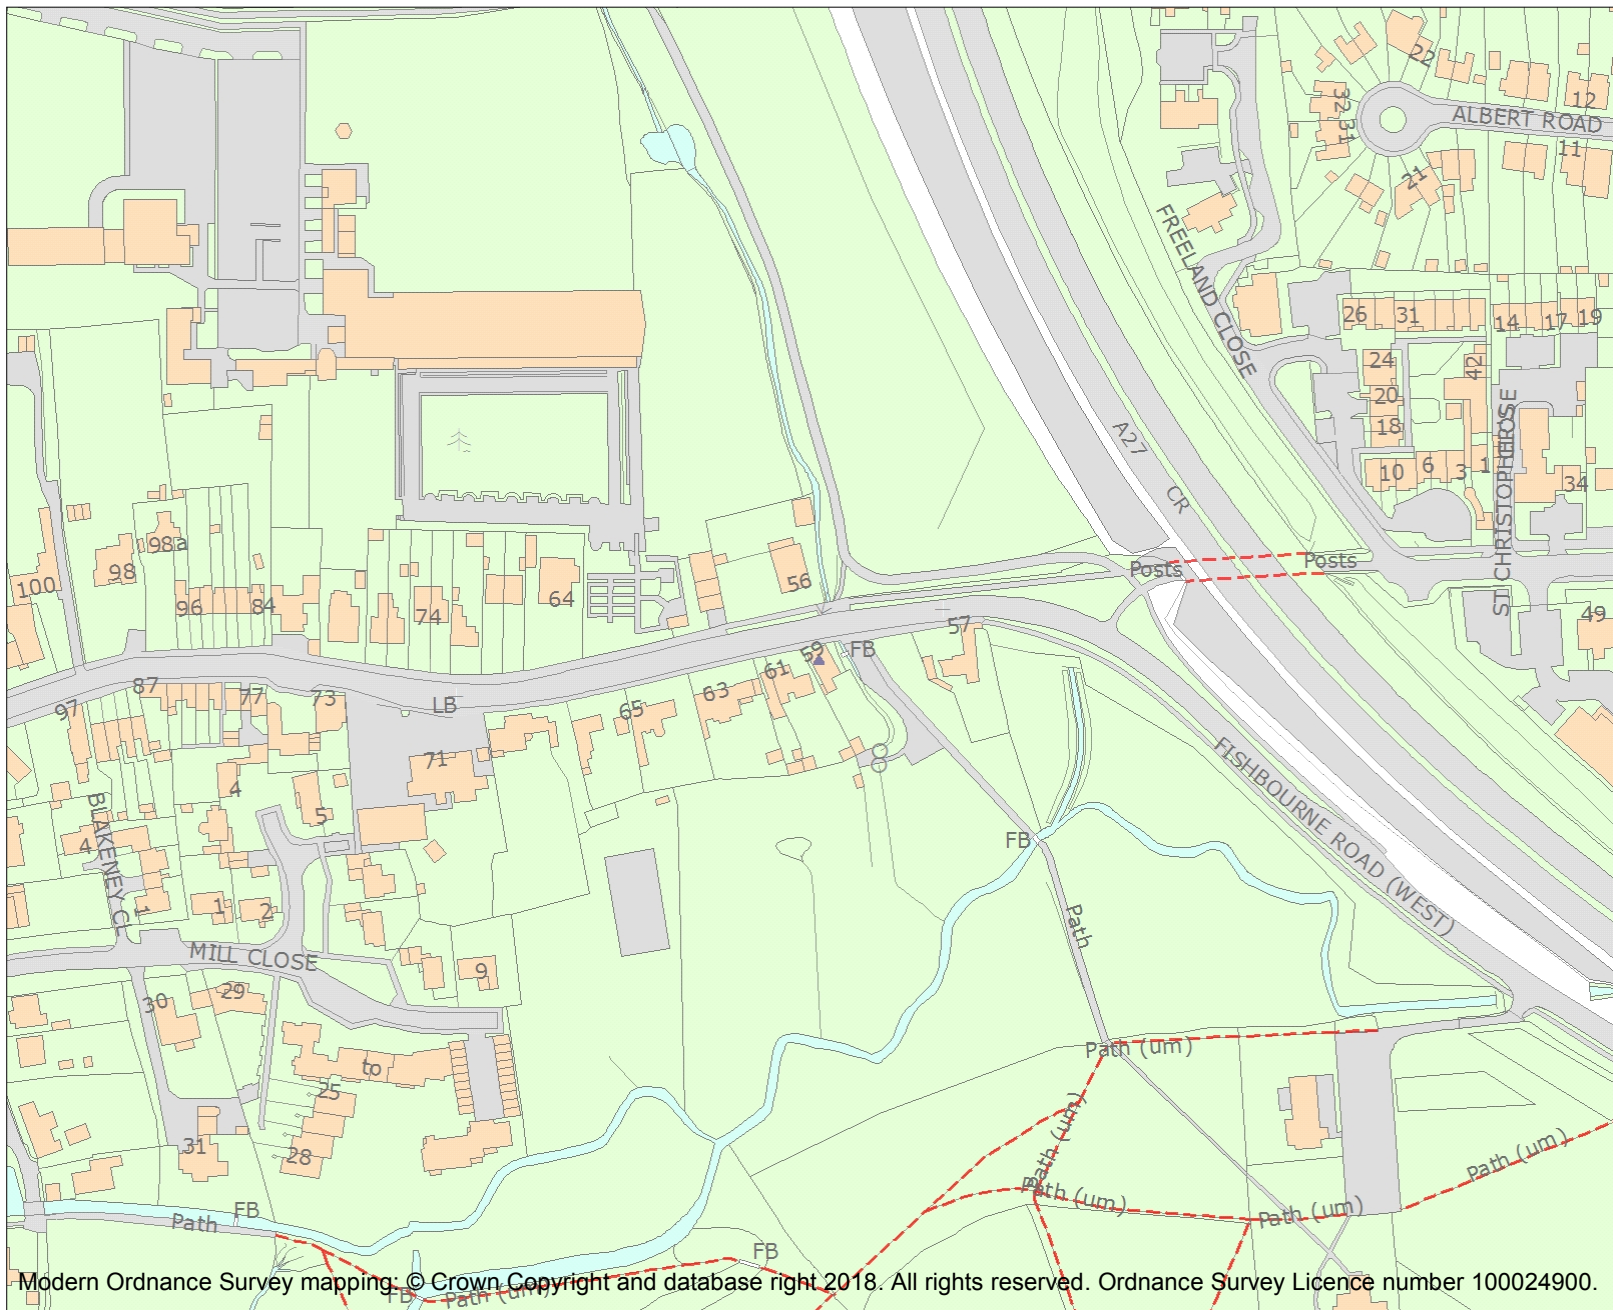 22
32
31
12
ALBERT ROAD
11
21
FREELAND CLOSE
26
31
14
17
19
24
42
20
18
A27
CR
10
6
3
1
34
ST CHRISTOPHER'S
CLOSE
98a
98
100
96
84
74
64
56
Posts
Posts
49
57
59
FB
61
63
65
87
97
77
73
LB
71
4
5
BLAKENEY CL
4
1
1
2
MILL CLOSE
9
FB
FISHBOURNE ROAD (WEST)
Path
30
29
to
25
31
28
Path (um)
Path (um)
Path (um)
Path (um)
Path (um)
Path
FB
FB
FB
Path (um)
Modern Ordnance Survey mapping: © Crown Copyright and database right 2018. All rights reserved. Ordnance Survey Licence number 100024900.